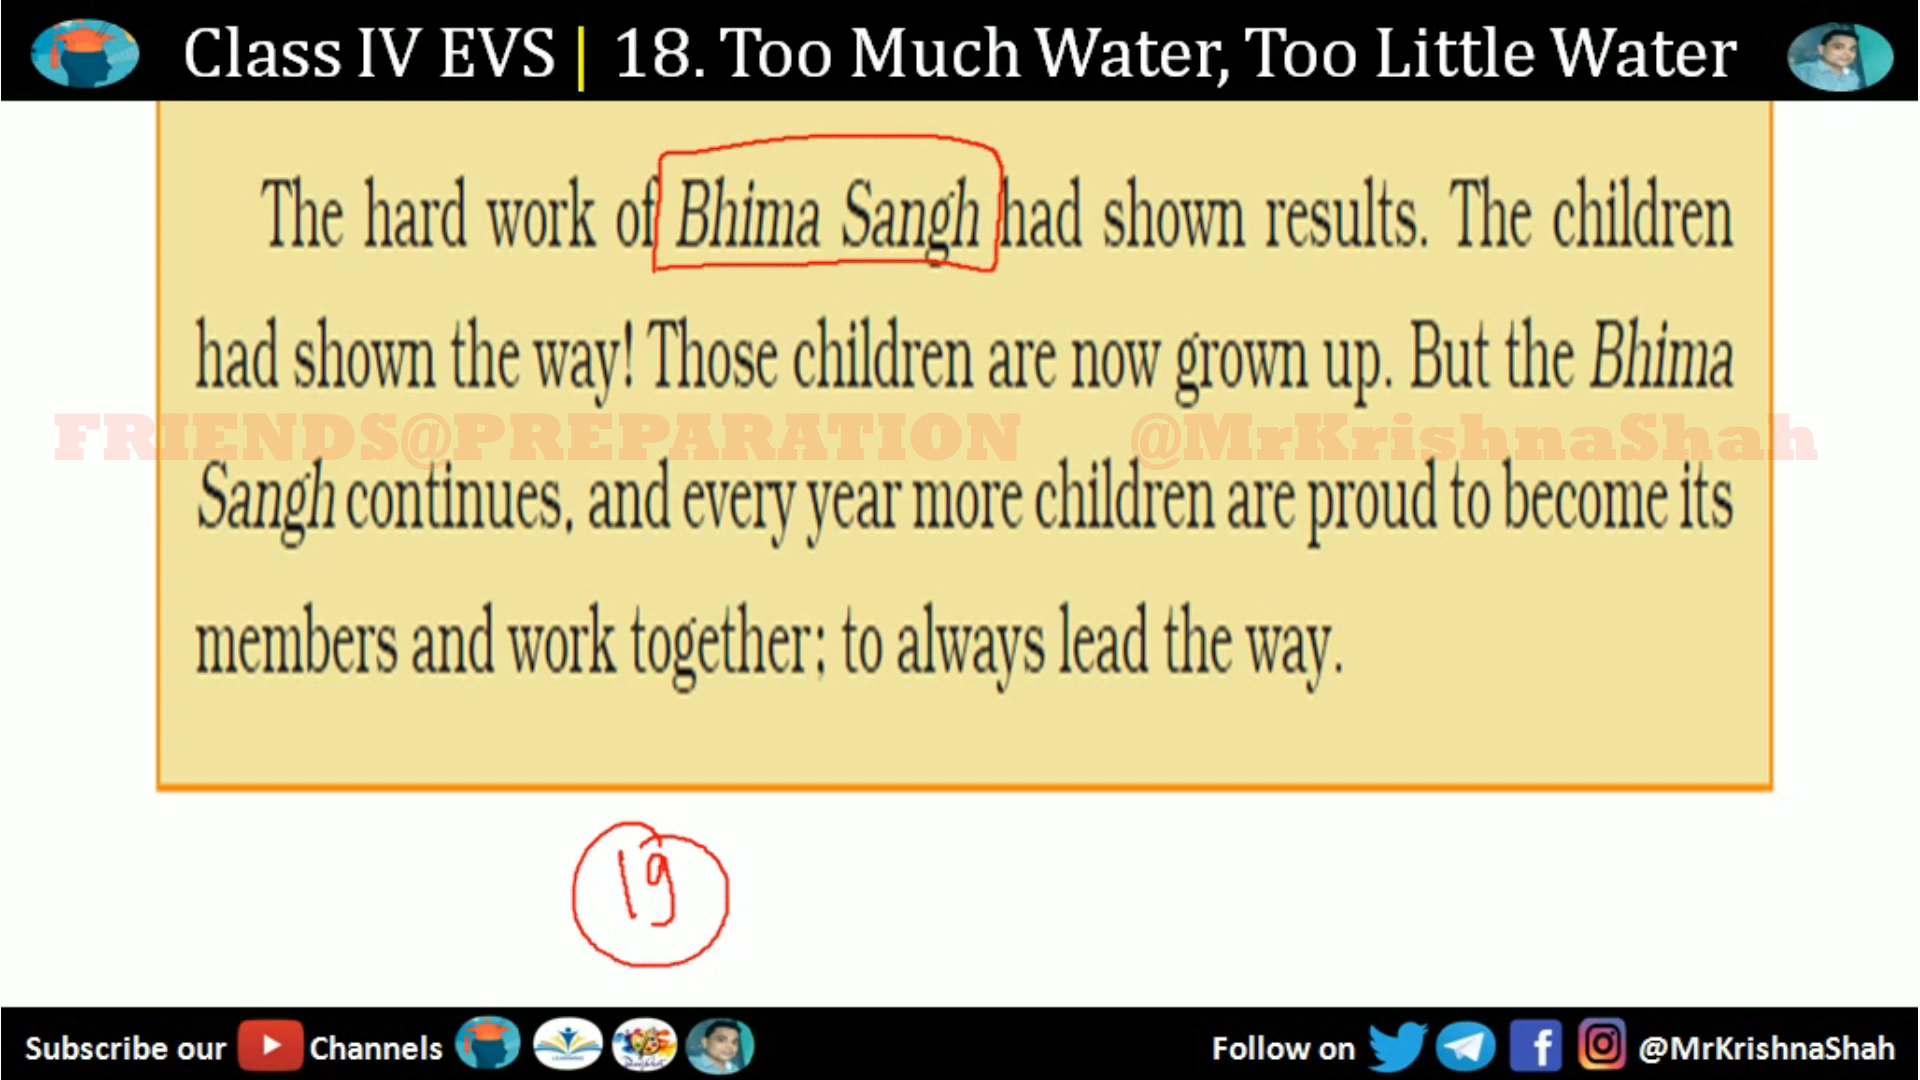 Class IV EVS | 18. Too Much Water, Too Little Water
The hard work of Bhima Sangh had shown results. The children
had shown the way! Those children are now grown up. But the Bhima
FRIENDS@PREPARATION @MrKrishnaShah
Sangh continues, and every year more children are proud to become its
members and work together; to always lead the way.
19
Subscribe our Channels Follow on @MrKrishnaShah